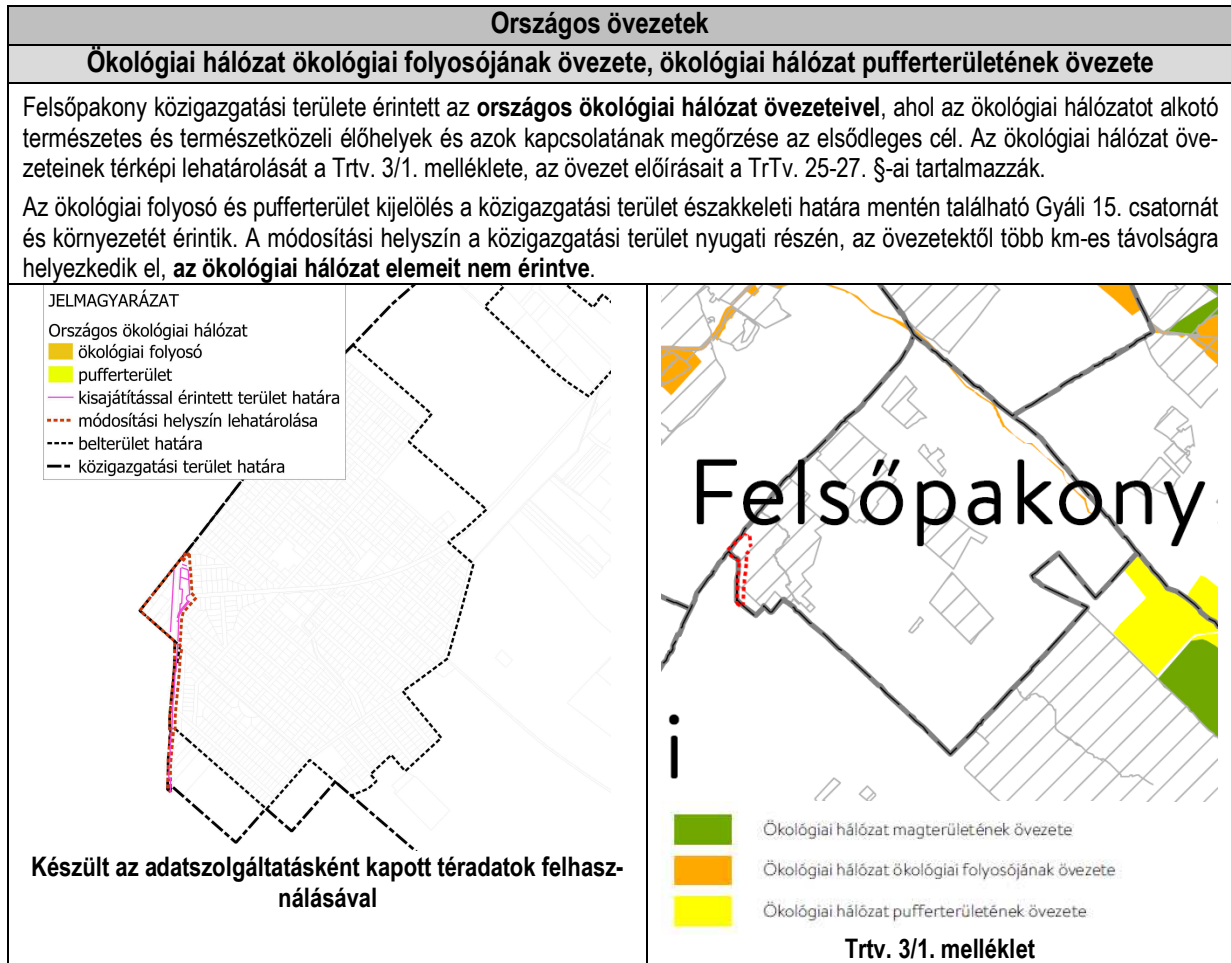 Országos övezetek
Ökológiai hálózat ökológiai folyosójának övezete, ökológiai hálózat pufferterületének övezete
Felsőpakony közigazgatási területe érintett az országos ökológiai hálózat övezeteivel, ahol az ökológiai hálózatot alkotó
természetes és természetközeli élőhelyek és azok kapcsolatának megőrzése az elsődleges cél. Az ökológiai hálózat öve-
zeteinek térképi lehatárolását a Trtv. 3/1. melléklete, az övezet előírásait a TrTv. 25-27. §-ai tartalmazzák.
Az ökológiai folyosó és pufferterület kijelölés a közigazgatási terület északkeleti határa mentén található Gyáli 15. csatornát
és környezetét érintik. A módosítási helyszín a közigazgatási terület nyugati részén, az övezetektől több km-es távolságra
helyezkedik el, az ökológiai hálózat elemeit nem érintve.
JELMAGYARÁZAT
Országos ökológiai hálózat
ökológiai folyosó
pufferterület
kisajátítással érintett terület határa
módosítási helyszín lehatárolása
belterület határa
közigazgatási terület határa
Készült az adatszolgáltatásként kapott téradatok felhasz-
nálásával
Felsőpakony
i
Ökológiai hálózat magterületének övezete
Ökológiai hálózat ökológiai folyosójának övezete
Ökológiai hálózat pufferterületének övezete
Trtv. 3/1. melléklet